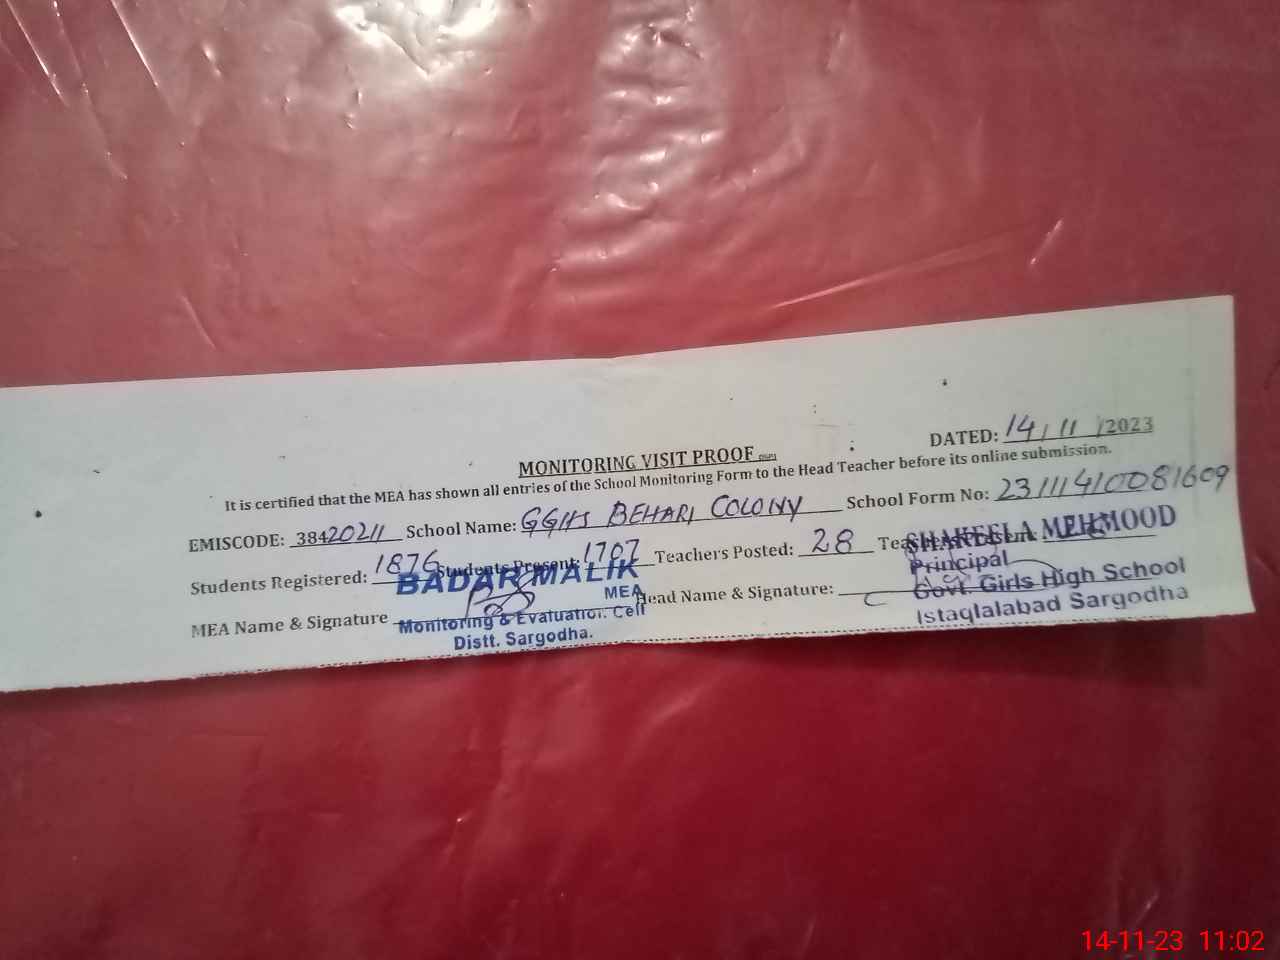 DATED: 14/11/2023
MONITORING VISIT PROOF
It is certified that the MEA has shown all entries of the School Monitoring Form to the Head Teacher before its online submission.
EMISCODE: 38420211 School Name: GGHS BEHARI COLONY School Form No: 23111410081609
Students Registered: 1876 Students Present: 1707 Teachers Posted: 28
MEA Name & Signature Head Name & Signature:
BADAR MALIK
MEA
Monitoring & Evaluation Cell
Distt. Sargodha.
SHAHEELA MEHMOOD
Principal
Govt. Girls High School
Istaqlalabad Sargodha
14-11-23 11:02